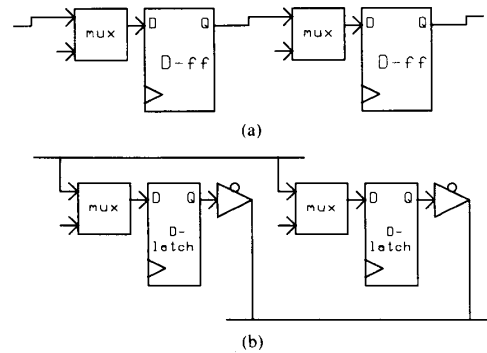 mux
D Q
D-ff
mux
D Q
D-ff
(a)
mux
D Q
D-
latch
mux
D Q
D-
latch
(b)